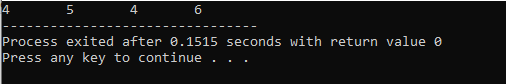 4	5	4	6
--------------------------------
Process exited after 0.1515 seconds with return value 0
Press any key to continue . . .